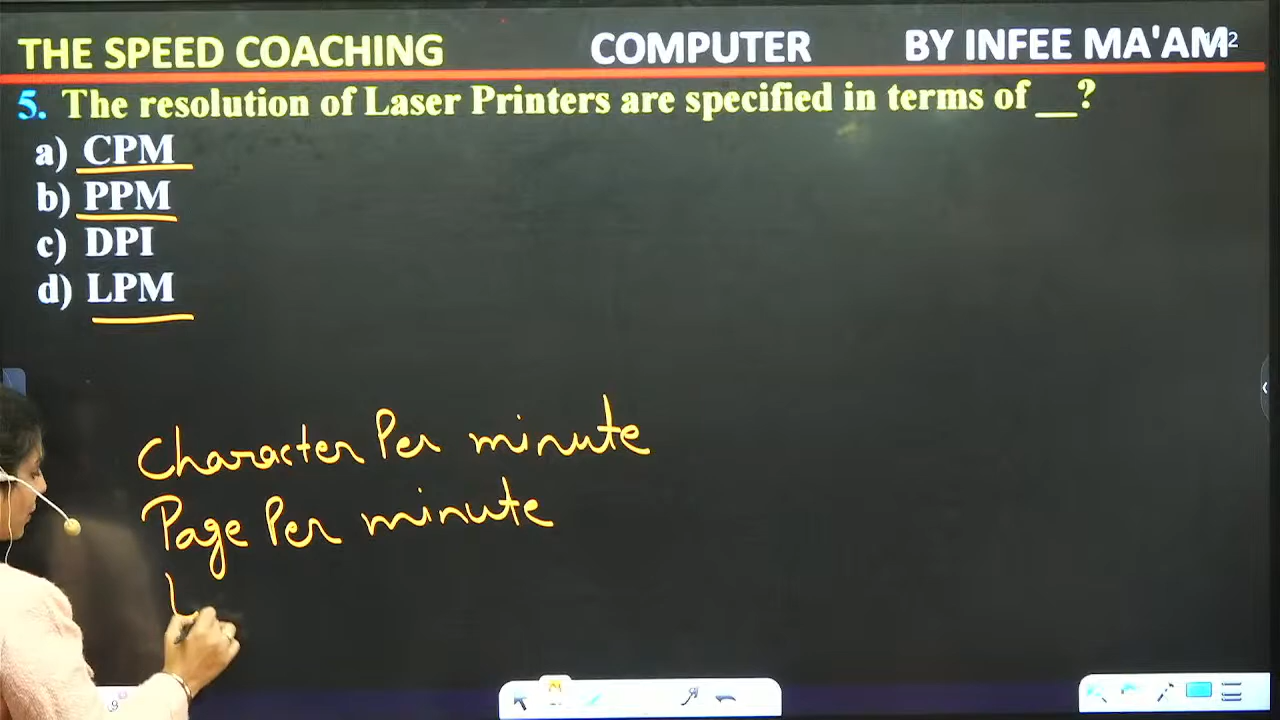 THE SPEED COACHING COMPUTER BY INFEE MA'AM
5. The resolution of Laser Printers are specified in terms of __?
a) CPM
b) PPM
c) DPI
d) LPM
Character Per minute
Page Per minute
L